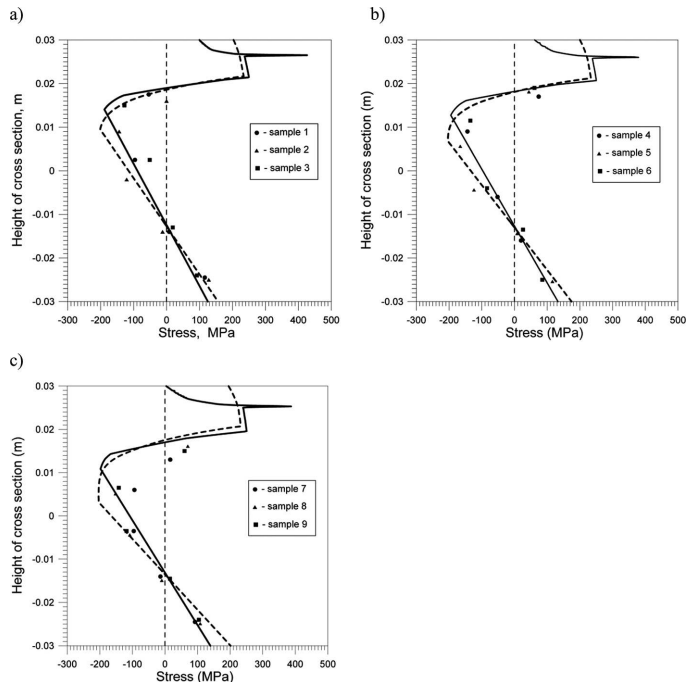 a)
0.03
0.02
0.01
0
-0.01
-0.02
-0.03
Height of cross section, m
-300 -200 -100 0 100 200 300 400 500
Stress, MPa
- sample 1
- sample 2
- sample 3
b)
0.03
0.02
0.01
0
-0.01
-0.02
-0.03
Height of cross section (m)
-300 -200 -100 0 100 200 300 400 500
Stress (MPa)
- sample 4
- sample 5
- sample 6
c)
0.03
0.02
0.01
0
-0.01
-0.02
-0.03
Height of cross section (m)
-300 -200 -100 0 100 200 300 400 500
Stress (MPa)
- sample 7
- sample 8
- sample 9